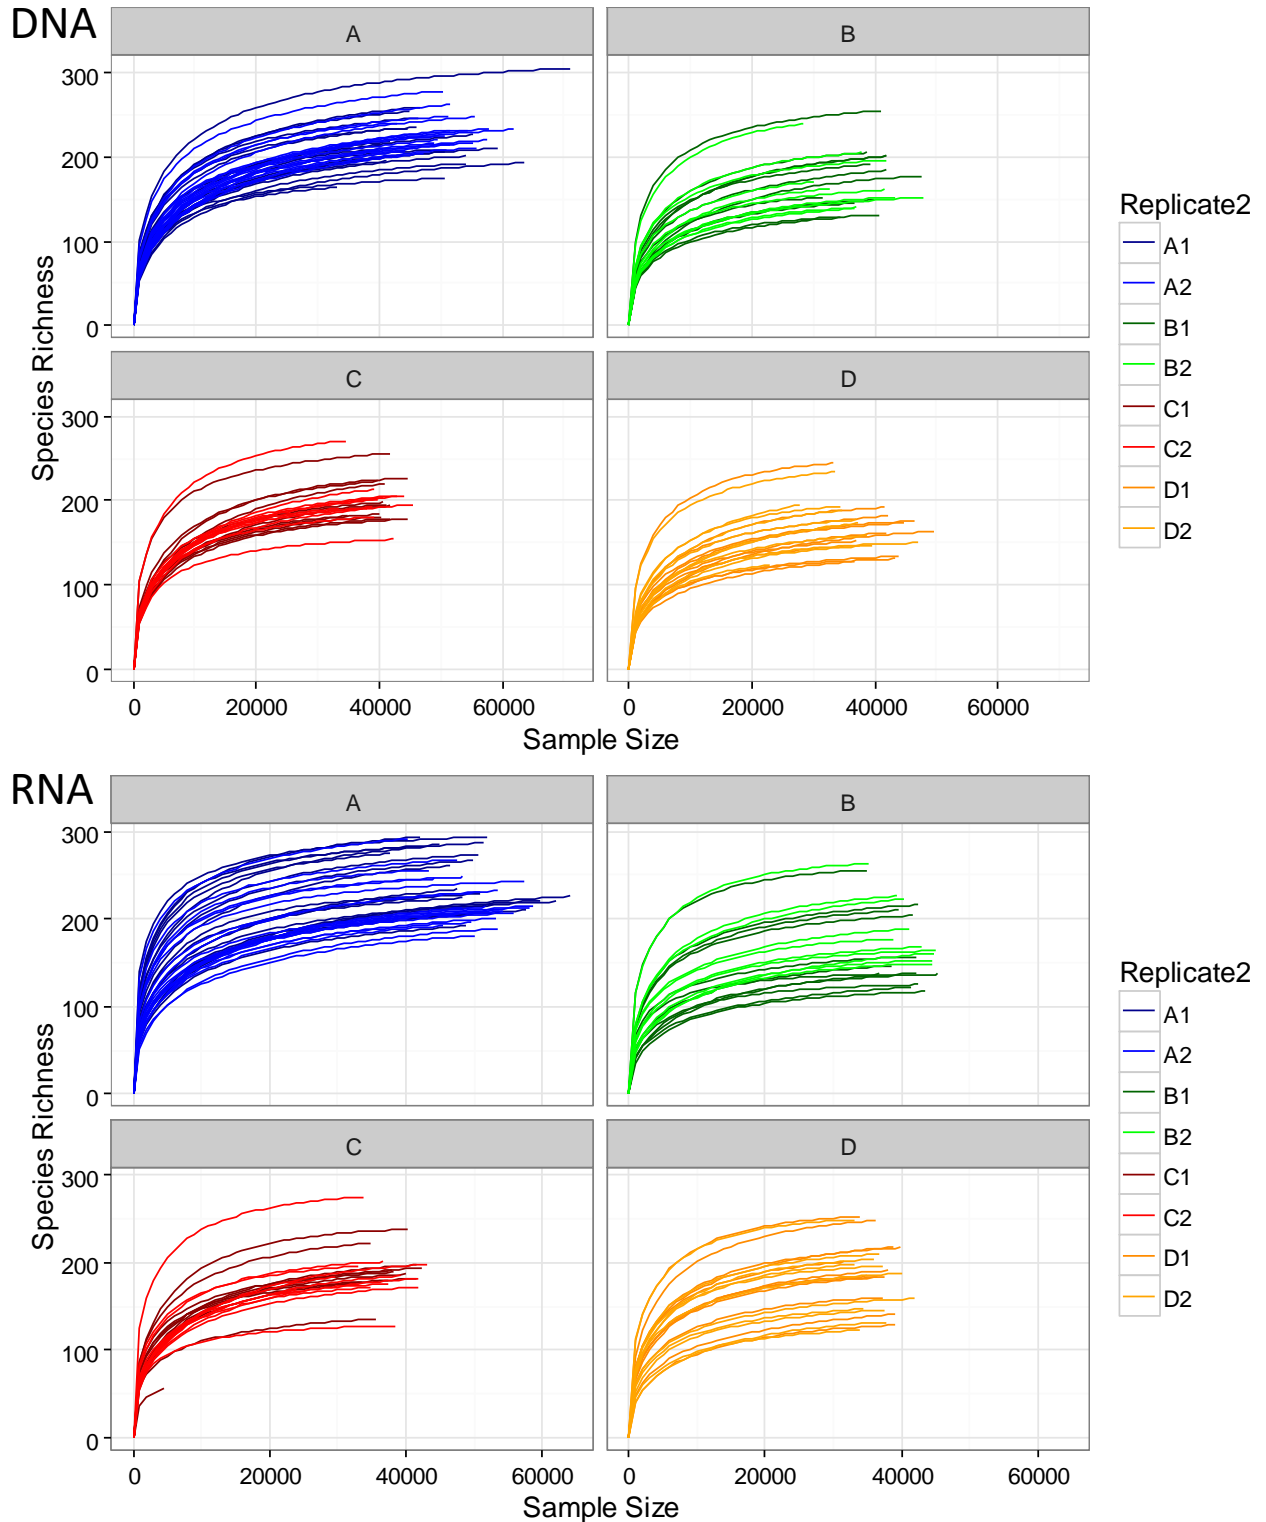 DNA
A
B
300
200
100
0
Species Richness
C
D
300
200
100
0
0
20000
40000
60000
0
20000
40000
60000
Sample Size
Replicate2
A1
A2
B1
B2
C1
C2
D1
D2
RNA
A
B
300
200
100
0
Species Richness
C
D
300
200
100
0
0
20000
40000
60000
0
20000
40000
60000
Sample Size
Replicate2
A1
A2
B1
B2
C1
C2
D1
D2